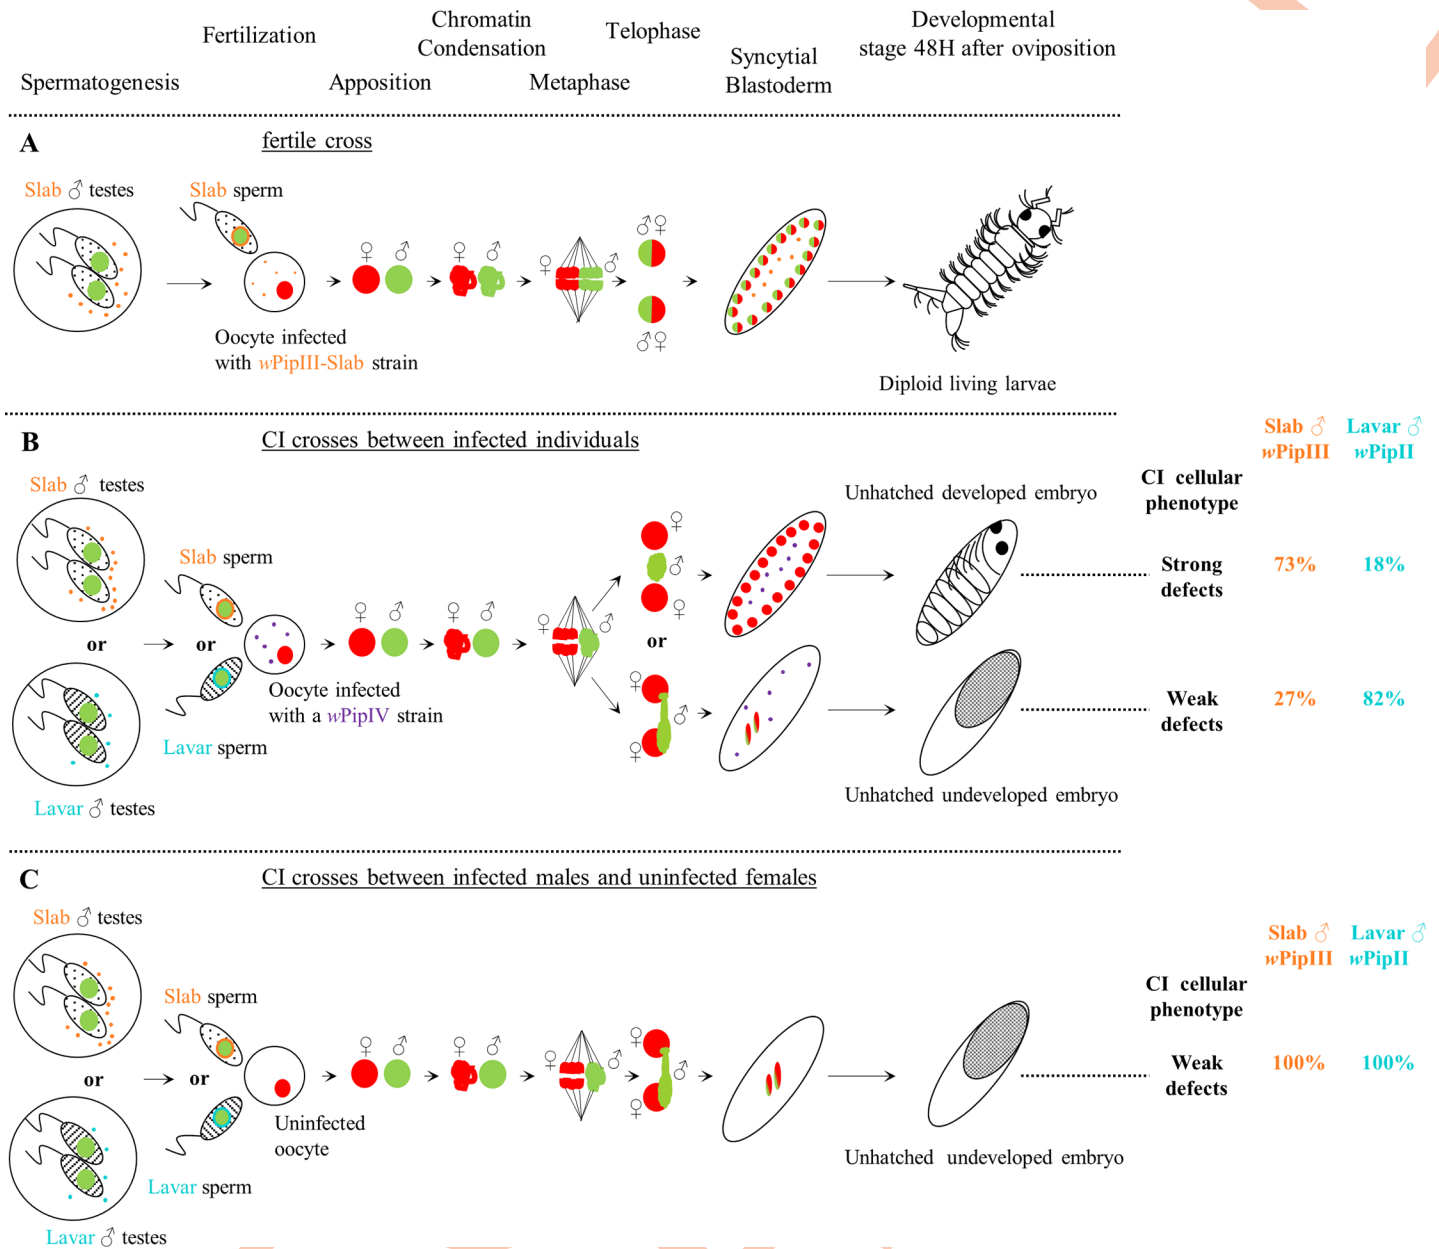 Spermatogenesis
Fertilization
Apposition
Chromatin
Condensation
Metaphase
Telophase
Syncytial
Blastoderm
Developmental
stage 48H after oviposition
A
fertile cross
Slab ♂ testes
Slab sperm
♀ ♂
♀ ♂
♀ ♂
♂♀
♂♀
Oocyte infected
with wPipIII-Slab strain
Diploid living larvae
B
CI crosses between infected individuals
Slab ♂ testes
or
Lavar ♂ testes
Slab sperm
or
Lavar sperm
Oocyte infected
with a wPipIV strain
♀ ♂
♀ ♂
♀ ♂
♀
♂
♀
or
♀
♂
♀
Unhatched developed embryo
Unhatched undeveloped embryo
CI cellular
phenotype
Slab ♂
wPipIII
Lavar ♂
wPipII
Strong
defects
73%
18%
Weak
defects
27%
82%
C
CI crosses between infected males and uninfected females
Slab ♂ testes
or
Lavar ♂ testes
Slab sperm
or
Lavar sperm
Uninfected
oocyte
♀ ♂
♀ ♂
♀ ♂
♀
♂
♀
Unhatched undeveloped embryo
CI cellular
phenotype
Slab ♂
wPipIII
Lavar ♂
wPipII
Weak
defects
100%
100%